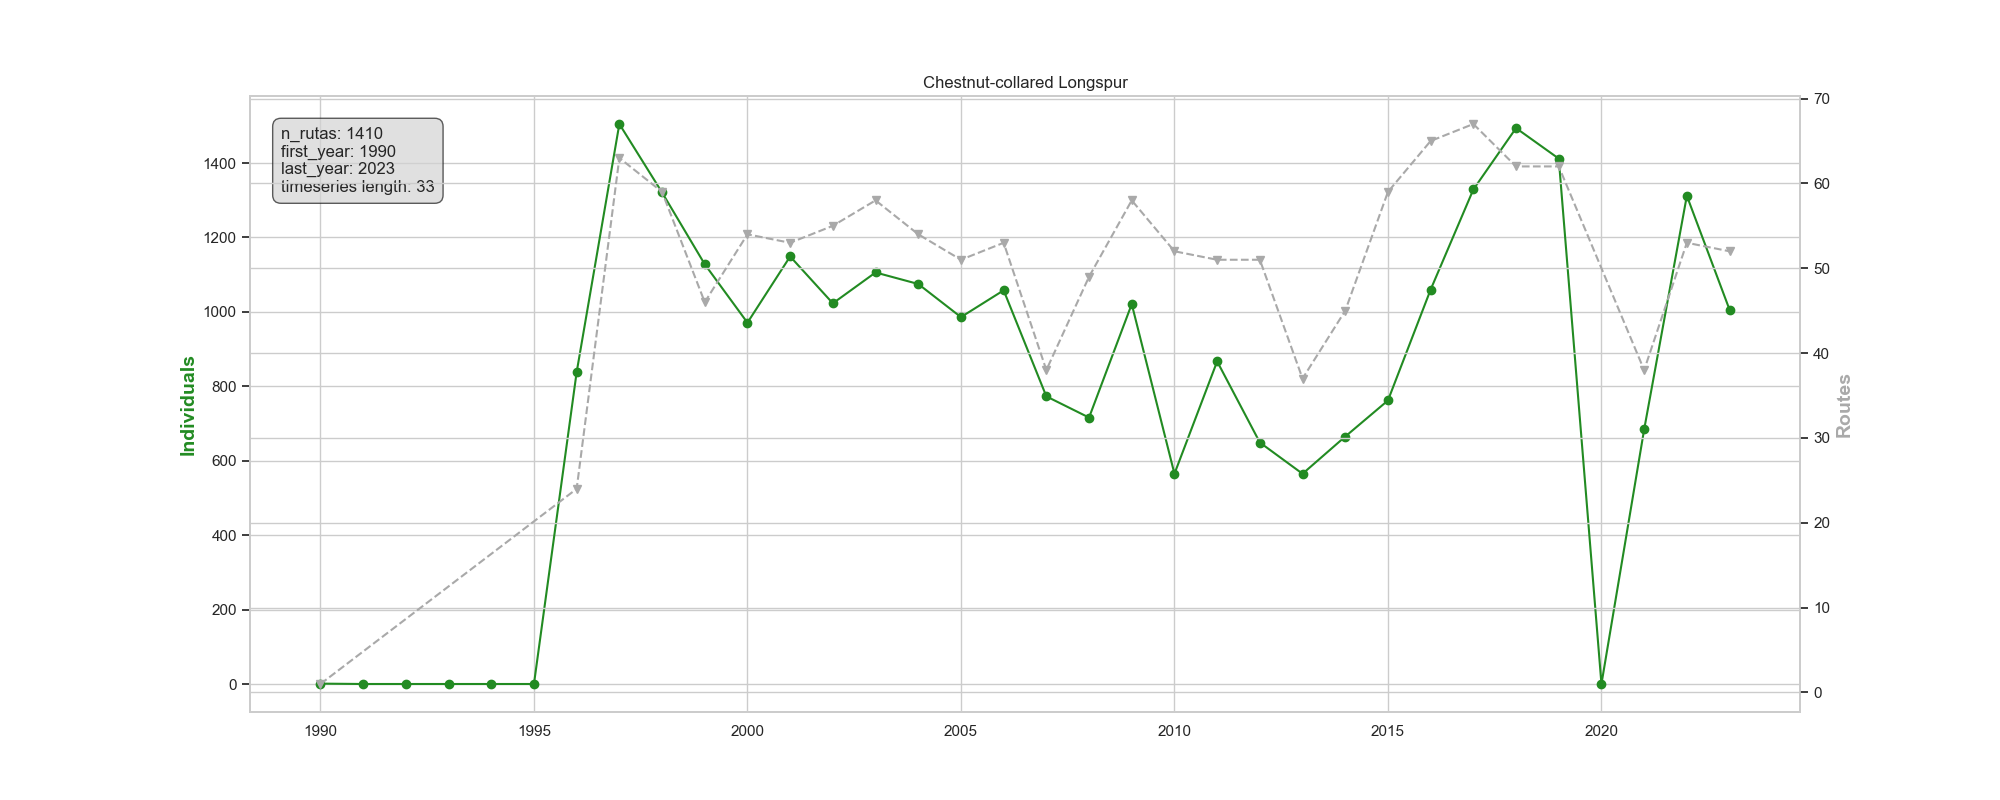 Chestnut-collared Longspur
n_rutas: 1410
first_year: 1990
last_year: 2023
timeseries length: 33
Individuals
1400
1200
1000
800
600
400
200
0
70
60
50
40
30
20
10
0
Routes
1990 1995 2000 2005 2010 2015 2020